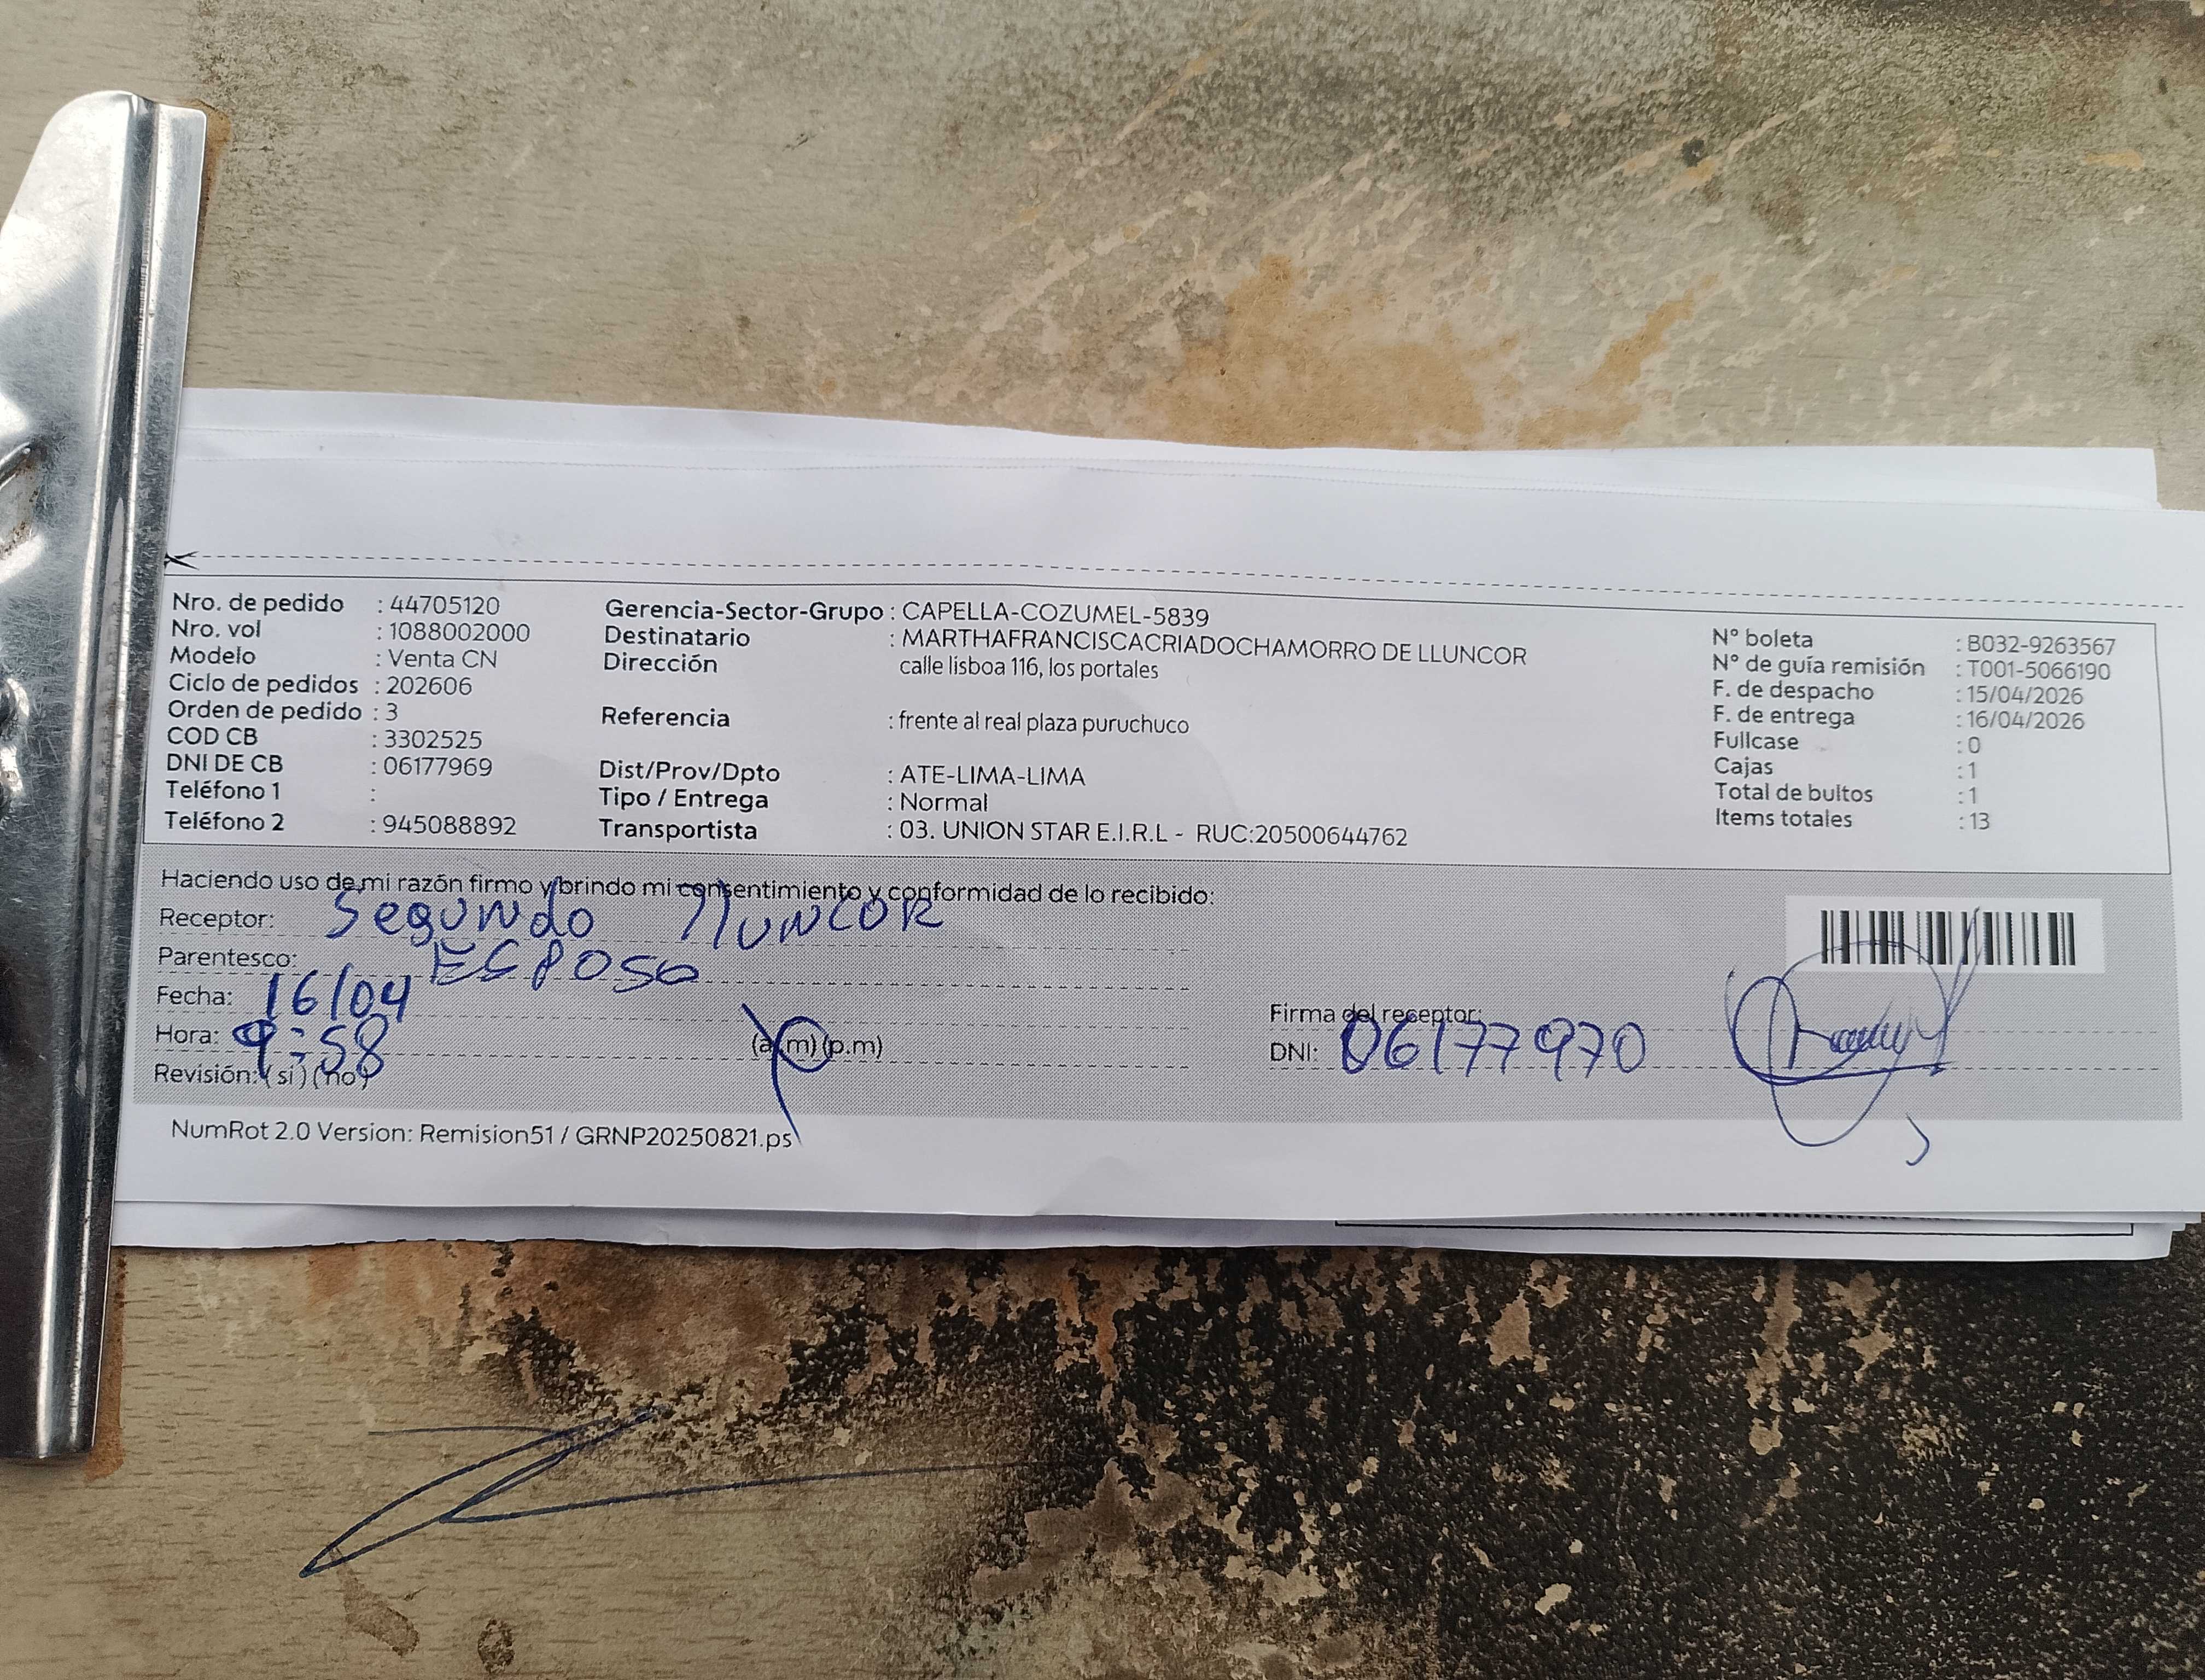 Nro. de pedido : 44705120
Nro. vol : 1088002000
Modelo : Venta CN
Ciclo de pedidos : 202606
Orden de pedido : 3
COD CB : 3302525
DNI DE CB : 06177969
Teléfono 1 :
Teléfono 2 : 945088892
Gerencia-Sector-Grupo : CAPELLA-COZUMEL-5839
Destinatario : MARTHAFRANCISCACRIADOCHAMORRO DE LLUNCOR
Dirección calle lisboa 116, los portales
Referencia : frente al real plaza puruchuco
Dist/Prov/Dpto : ATE-LIMA-LIMA
Tipo / Entrega : Normal
Transportista : 03. UNION STAR E.I.R.L - RUC:20500644762
N° boleta : B032-9263567
N° de guía remisión : T001-5066190
F. de despacho : 15/04/2026
F. de entrega : 16/04/2026
Fullcase : 0
Cajas : 1
Total de bultos : 1
Items totales : 13
Haciendo uso de mi razón firmo y brindo mi consentimiento y conformidad de lo recibido:
Receptor: Segundo lluncor
Parentesco: ESPOSO
Fecha: 16/04
Hora: 9:58 (a.m) (p.m)
Revisión: ( si ) ( no )
Firma del receptor:
DNI: 06177970
NumRot 2.0 Version: Remision51 / GRNP20250821.ps